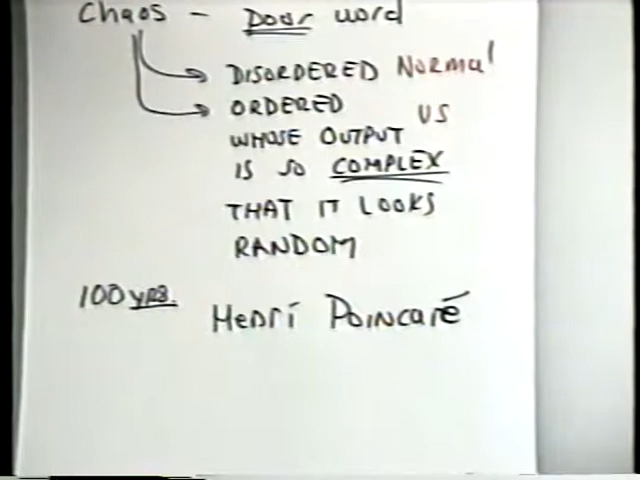 Chaos - Poor word
DISORDERED Normal
ORDERED US
WHOSE OUTPUT
IS SO COMPLEX
THAT IT LOOKS
RANDOM
100 yrs. Henri Poincaré